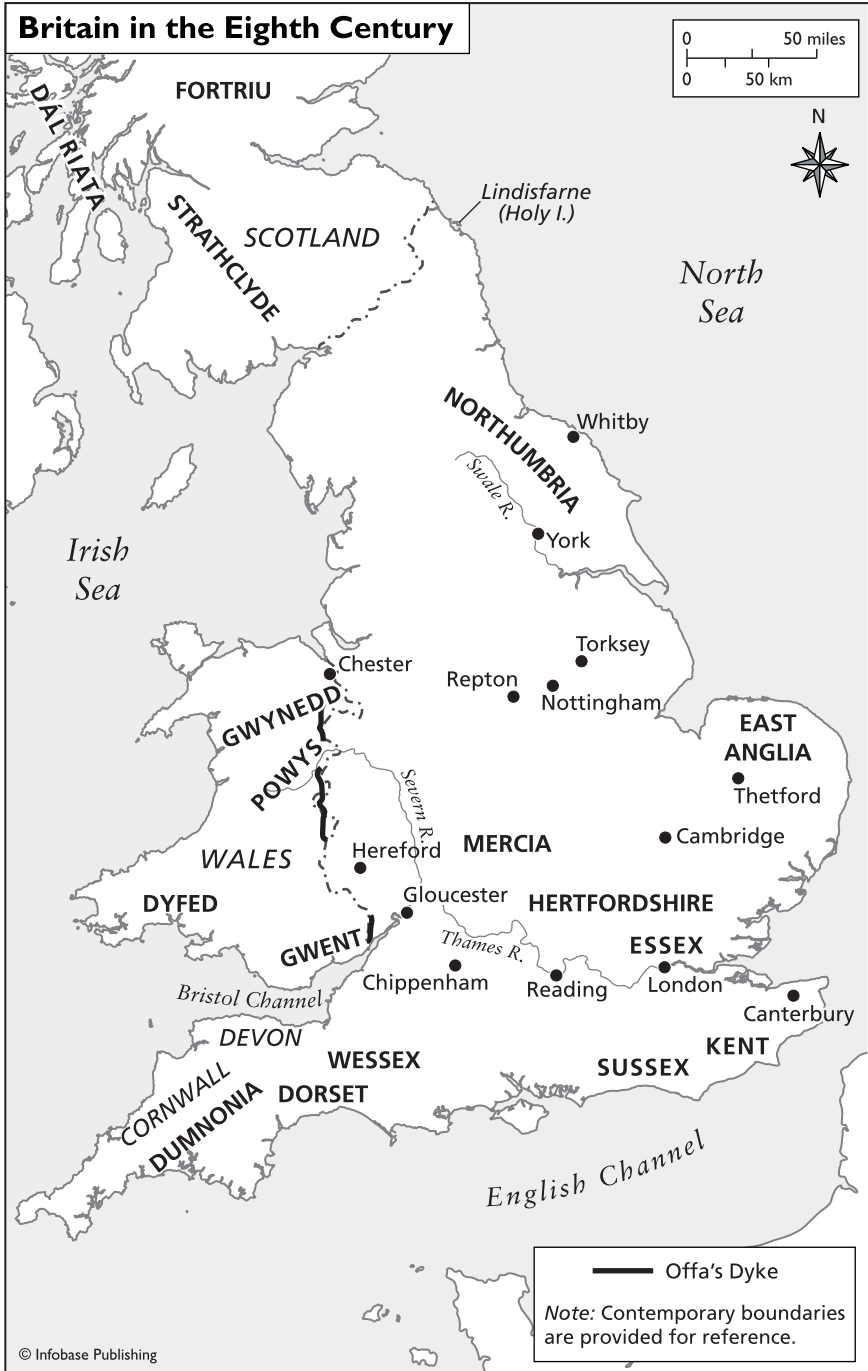 Britain in the Eighth Century
0 50 miles
0 50 km
N
FORTRIU
DÁL RIATA
Lindisfarne
(Holy I.)
STRATHCLYDE
SCOTLAND
North
Sea
NORTHUMBRIA
Whitby
Swale R.
York
Irish
Sea
Torksey
Chester
Repton
Nottingham
GWYNEDD
EAST
ANGLIA
POWYS
Thetford
Severn R.
Cambridge
MERCIA
Hereford
WALES
DYFED
Gloucester
HERTFORDSHIRE
GWENT
Thames R.
ESSEX
Chippenham
Reading
London
Bristol Channel
Canterbury
DEVON
KENT
WESSEX
SUSSEX
CORNWALL
DORSET
DUMNONIA
English Channel
Offa's Dyke
Note: Contemporary boundaries
are provided for reference.
© Infobase Publishing